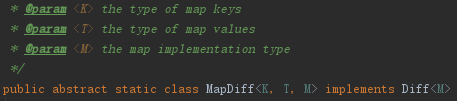 * @param <K> the type of map keys
* @param <T> the type of map values
* @param <M> the map implementation type
*/
public abstract static class MapDiff<K, T, M> implements Diff<M>